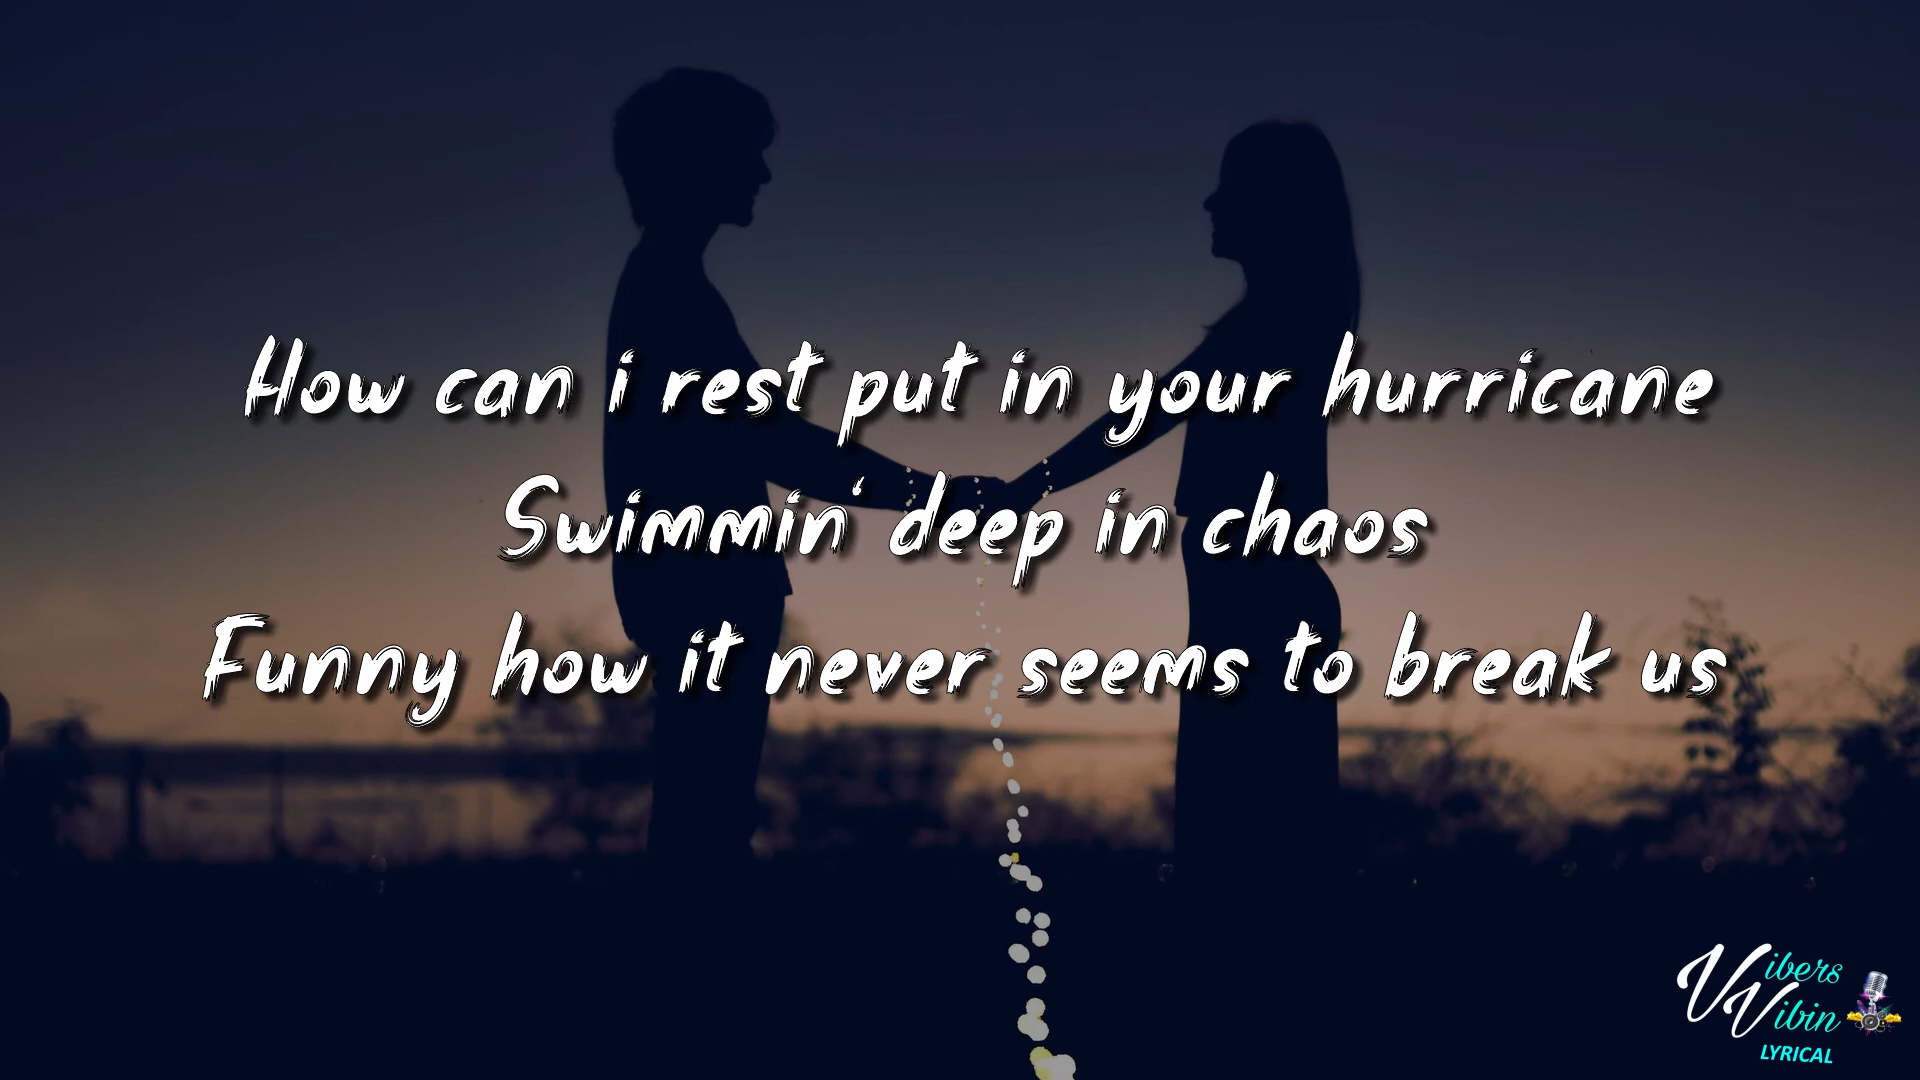 How can i rest put in your hurricane
Swimmin' deep in chaos
Funny how it never seems to break us
Vibers
Vibin
LYRICAL